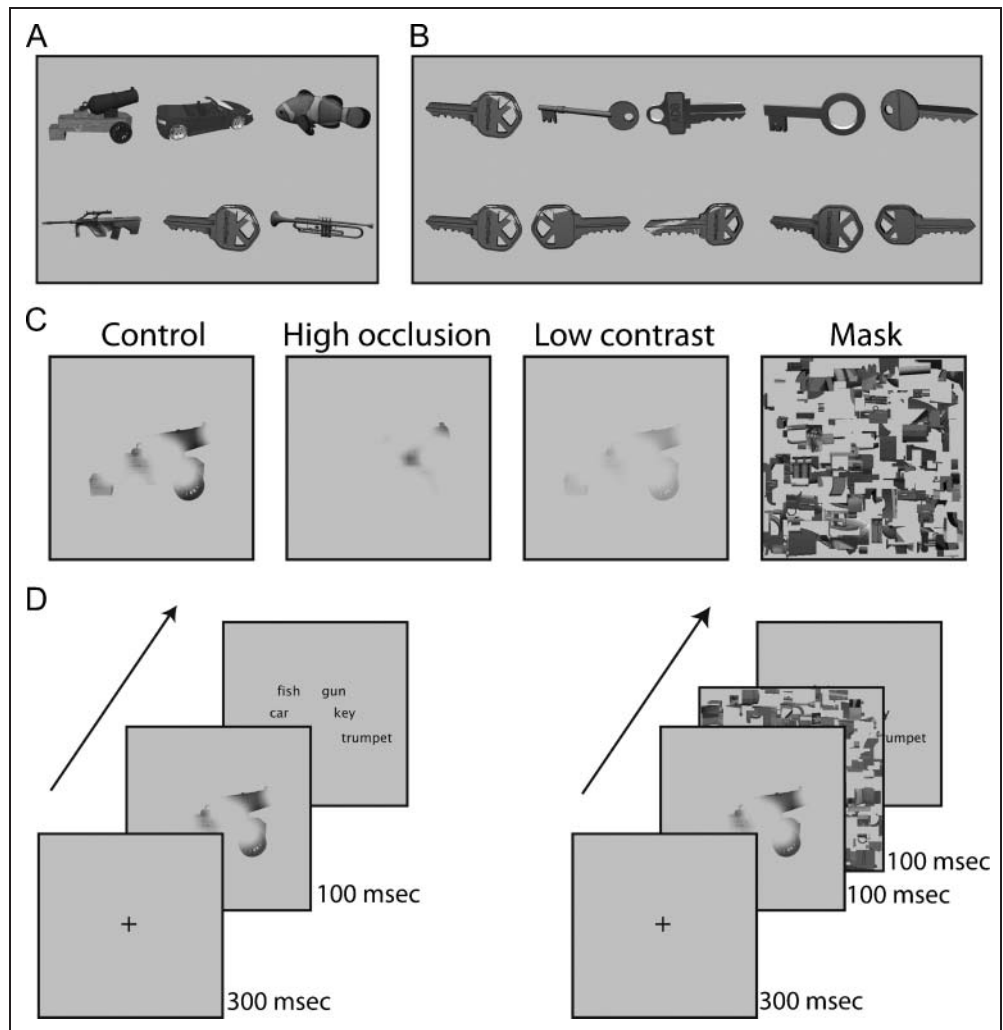 A
B
C
Control
High occlusion
Low contrast
Mask
D
fish gun
car key
trumpet
100 msec
300 msec
y
rumpet
100 msec
100 msec
300 msec